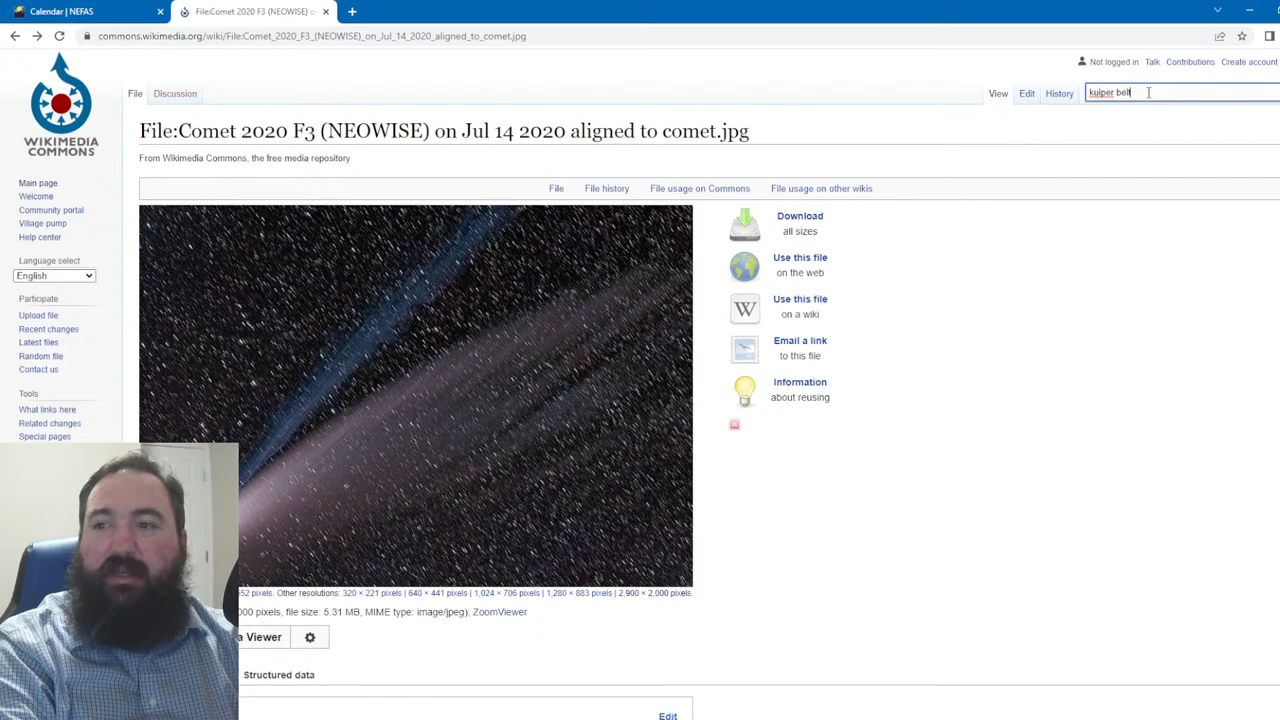 Calendar | NEFAS
File:Comet 2020 F3 (NEOWISE) o
commons.wikimedia.org/wiki/File:Comet_2020_F3_(NEOWISE)_on_Jul_14_2020_aligned_to_comet.jpg
Not logged in Talk Contributions Create account
File Discussion View Edit History kuiper belt
WIKIMEDIA
COMMONS
File:Comet 2020 F3 (NEOWISE) on Jul 14 2020 aligned to comet.jpg
From Wikimedia Commons, the free media repository
Main page
Welcome
Community portal
Village pump
Help center
Language select
English
Participate
Upload file
Recent changes
Latest files
Random file
Contact us
Tools
What links here
Related changes
Special pages
File File history File usage on Commons File usage on other wikis
Download
all sizes
Use this file
on the web
W
Use this file
on a wiki
Email a link
to this file
Information
about reusing
552 pixels. Other resolutions: 320 × 221 pixels | 640 × 441 pixels | 1,024 × 706 pixels | 1,280 × 883 pixels | 2,900 × 2,000 pixels.
000 pixels, file size: 5.31 MB, MIME type: image/jpeg); ZoomViewer
a Viewer
Structured data
Edit